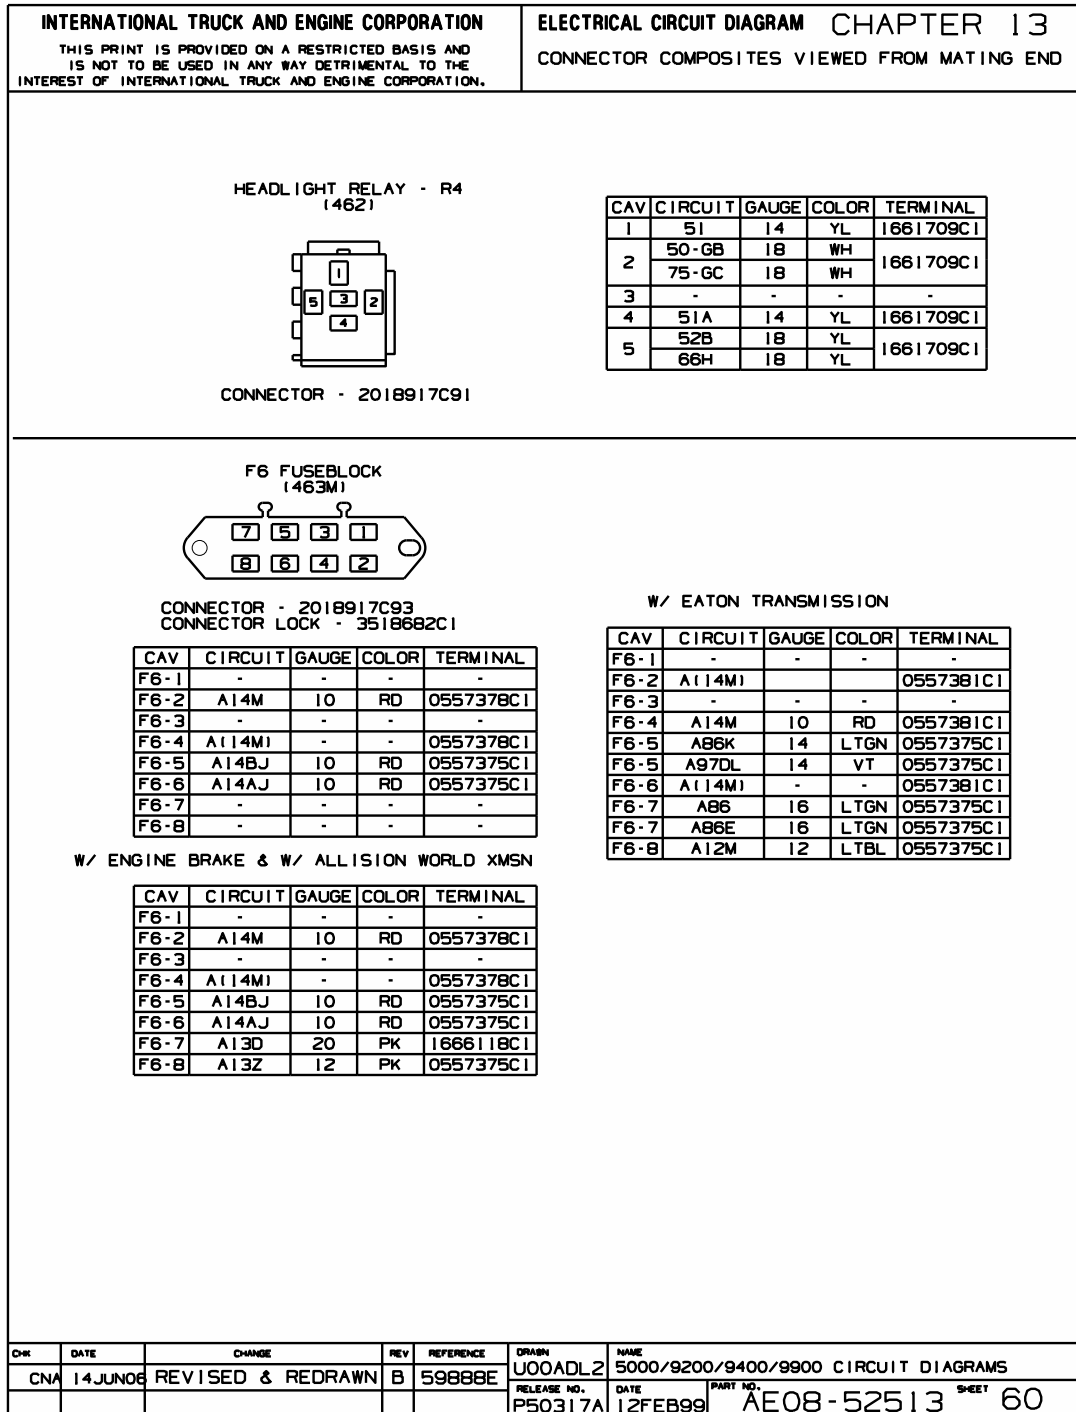 INTERNATIONAL TRUCK AND ENGINE CORPORATION
THIS PRINT IS PROVIDED ON A RESTRICTED BASIS AND
IS NOT TO BE USED IN ANY WAY DETRIMENTAL TO THE
INTEREST OF INTERNATIONAL TRUCK AND ENGINE CORPORATION.
ELECTRICAL CIRCUIT DIAGRAM CHAPTER 13
CONNECTOR COMPOSITES VIEWED FROM MATING END
HEADLIGHT RELAY - R4
(462)
1
5 3 2
4
CONNECTOR - 2018917C91
CAV CIRCUIT GAUGE COLOR TERMINAL
1 51 14 YL 1661709C1
2 50-GB 18 WH 1661709C1
75-GC 18 WH
3 - - - -
4 51A 14 YL 1661709C1
5 52B 18 YL 1661709C1
66H 18 YL
F6 FUSEBLOCK
(463M)
7 5 3 1
8 6 4 2
CONNECTOR - 2018917C93
CONNECTOR LOCK - 3518682C1
CAV CIRCUIT GAUGE COLOR TERMINAL
F6-1 - - - -
F6-2 A14M 10 RD 0557378C1
F6-3 - - - -
F6-4 A(14M) - - 0557378C1
F6-5 A14BJ 10 RD 0557375C1
F6-6 A14AJ 10 RD 0557375C1
F6-7 - - - -
F6-8 - - - -
W/ ENGINE BRAKE & W/ ALLISION WORLD XMSN
CAV CIRCUIT GAUGE COLOR TERMINAL
F6-1 - - - -
F6-2 A14M 10 RD 0557378C1
F6-3 - - - -
F6-4 A(14M) - - 0557378C1
F6-5 A14BJ 10 RD 0557375C1
F6-6 A14AJ 10 RD 0557375C1
F6-7 A13D 20 PK 1666118C1
F6-8 A13Z 12 PK 0557375C1
W/ EATON TRANSMISSION
CAV CIRCUIT GAUGE COLOR TERMINAL
F6-1 - - - -
F6-2 A(14M) 0557381C1
F6-3 - - - -
F6-4 A14M 10 RD 0557381C1
F6-5 A86K 14 LTGN 0557375C1
F6-5 A97DL 14 VT 0557375C1
F6-6 A(14M) - - 0557381C1
F6-7 A86 16 LTGN 0557375C1
F6-7 A86E 16 LTGN 0557375C1
F6-8 A12M 12 LTBL 0557375C1
CHK DATE CHANGE REV REFERENCE
CNA 14JUN06 REVISED & REDRAWN B 59888E
DRAWN NAME
U00ADL2 5000/9200/9400/9900 CIRCUIT DIAGRAMS
RELEASE NO. DATE PART NO. SHEET
P50317A 12FEB99 AE08-52513 60